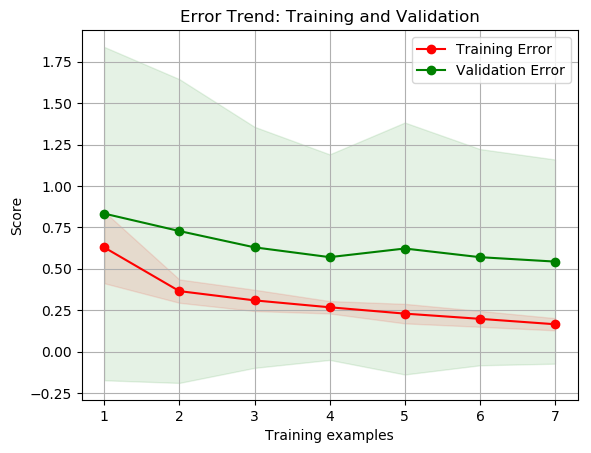 Error Trend: Training and Validation
Training Error
Validation Error
Score
1.75
1.50
1.25
1.00
0.75
0.50
0.25
0.00
−0.25
1 2 3 4 5 6 7
Training examples